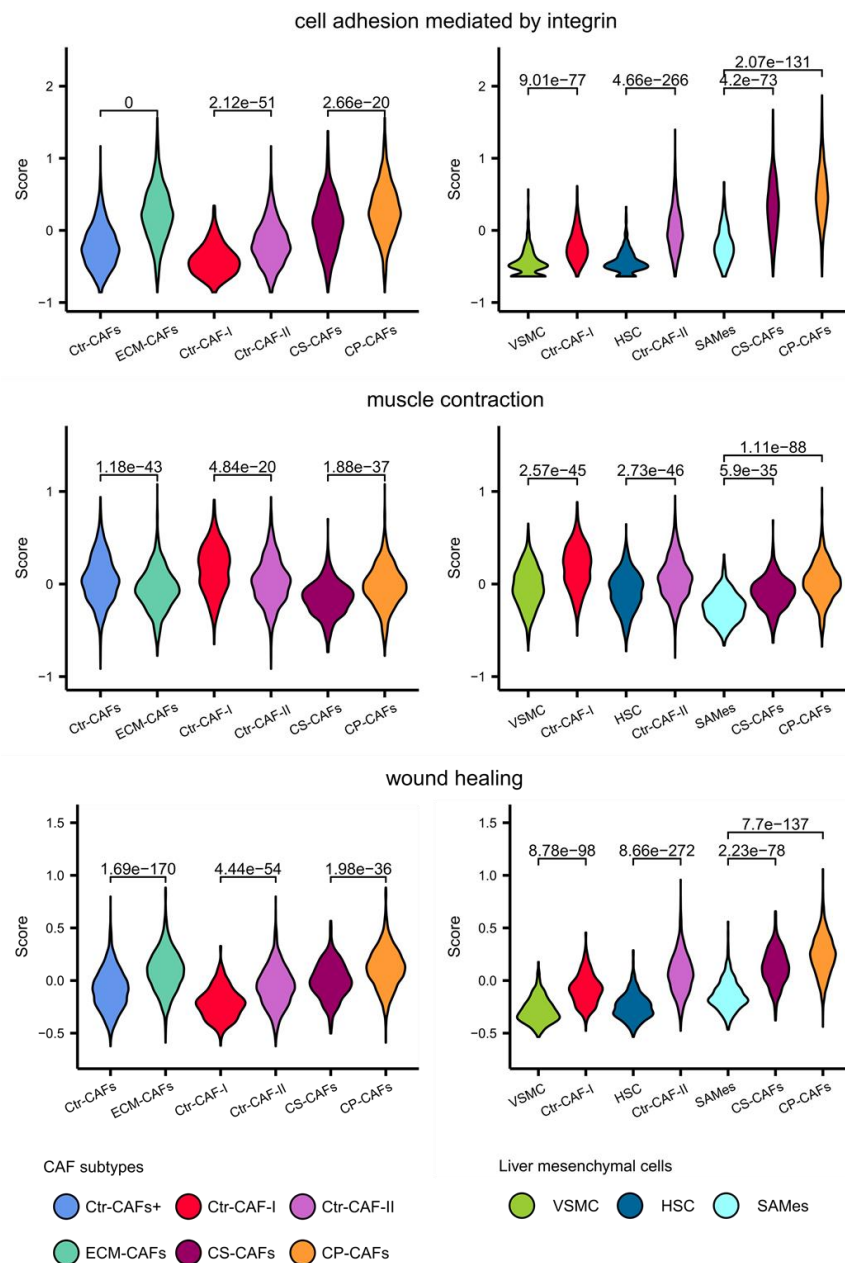 cell adhesion mediated by integrin
2
1
0
−1
Score
0
2.12e−51
2.66e−20
Ctr-CAFs
ECM-CAFs
Ctr-CAF-I
Ctr-CAF-II
CS-CAFs
CP-CAFs
2
1
0
−1
Score
9.01e−77
4.66e−266
2.07e−131
4.2e−73
VSMC
Ctr-CAF-I
HSC
Ctr-CAF-II
SAMes
CS-CAFs
CP-CAFs
muscle contraction
1
0
−1
Score
1.18e−43
4.84e−20
1.88e−37
Ctr-CAFs
ECM-CAFs
Ctr-CAF-I
Ctr-CAF-II
CS-CAFs
CP-CAFs
1
0
−1
Score
2.57e−45
2.73e−46
1.11e−88
5.9e−35
VSMC
Ctr-CAF-I
HSC
Ctr-CAF-II
SAMes
CS-CAFs
CP-CAFs
wound healing
1.5
1.0
0.5
0.0
−0.5
Score
1.69e−170
4.44e−54
1.98e−36
Ctr-CAFs
ECM-CAFs
Ctr-CAF-I
Ctr-CAF-II
CS-CAFs
CP-CAFs
1.5
1.0
0.5
0.0
−0.5
Score
8.78e−98
8.66e−272
7.7e−137
2.23e−78
VSMC
Ctr-CAF-I
HSC
Ctr-CAF-II
SAMes
CS-CAFs
CP-CAFs
CAF subtypes
Ctr-CAFs+ Ctr-CAF-I Ctr-CAF-II
ECM-CAFs CS-CAFs CP-CAFs
Liver mesenchymal cells
VSMC HSC SAMes